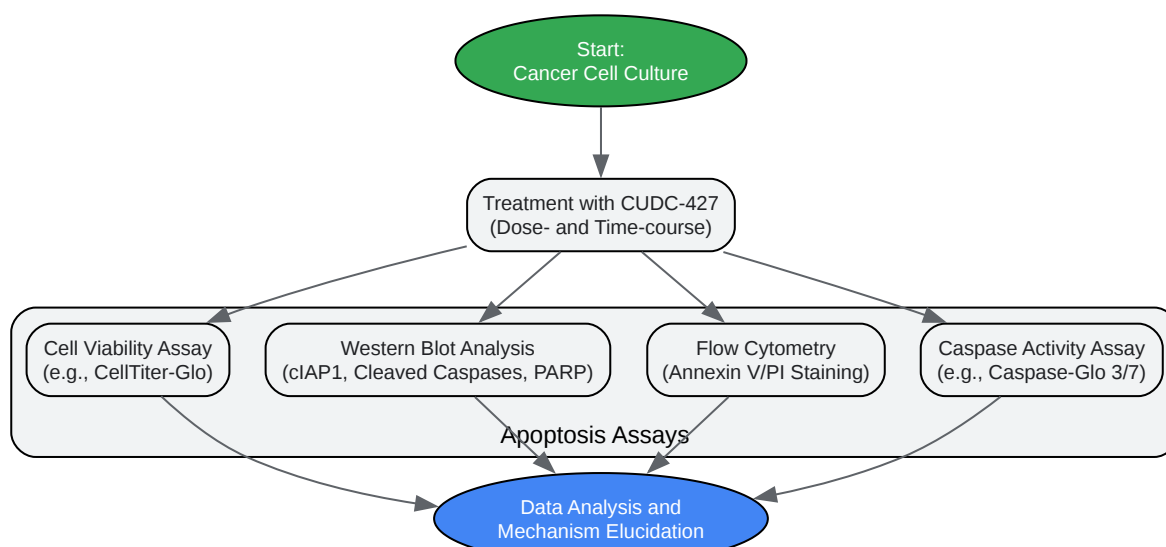 Start:
Cancer Cell Culture
Treatment with CUDC-427
(Dose- and Time-course)
Cell Viability Assay
(e.g., CellTiter-Glo)
Western Blot Analysis
(cIAP1, Cleaved Caspases, PARP)
Flow Cytometry
(Annexin V/PI Staining)
Caspase Activity Assay
(e.g., Caspase-Glo 3/7)
Apoptosis Assays
Data Analysis and
Mechanism Elucidation